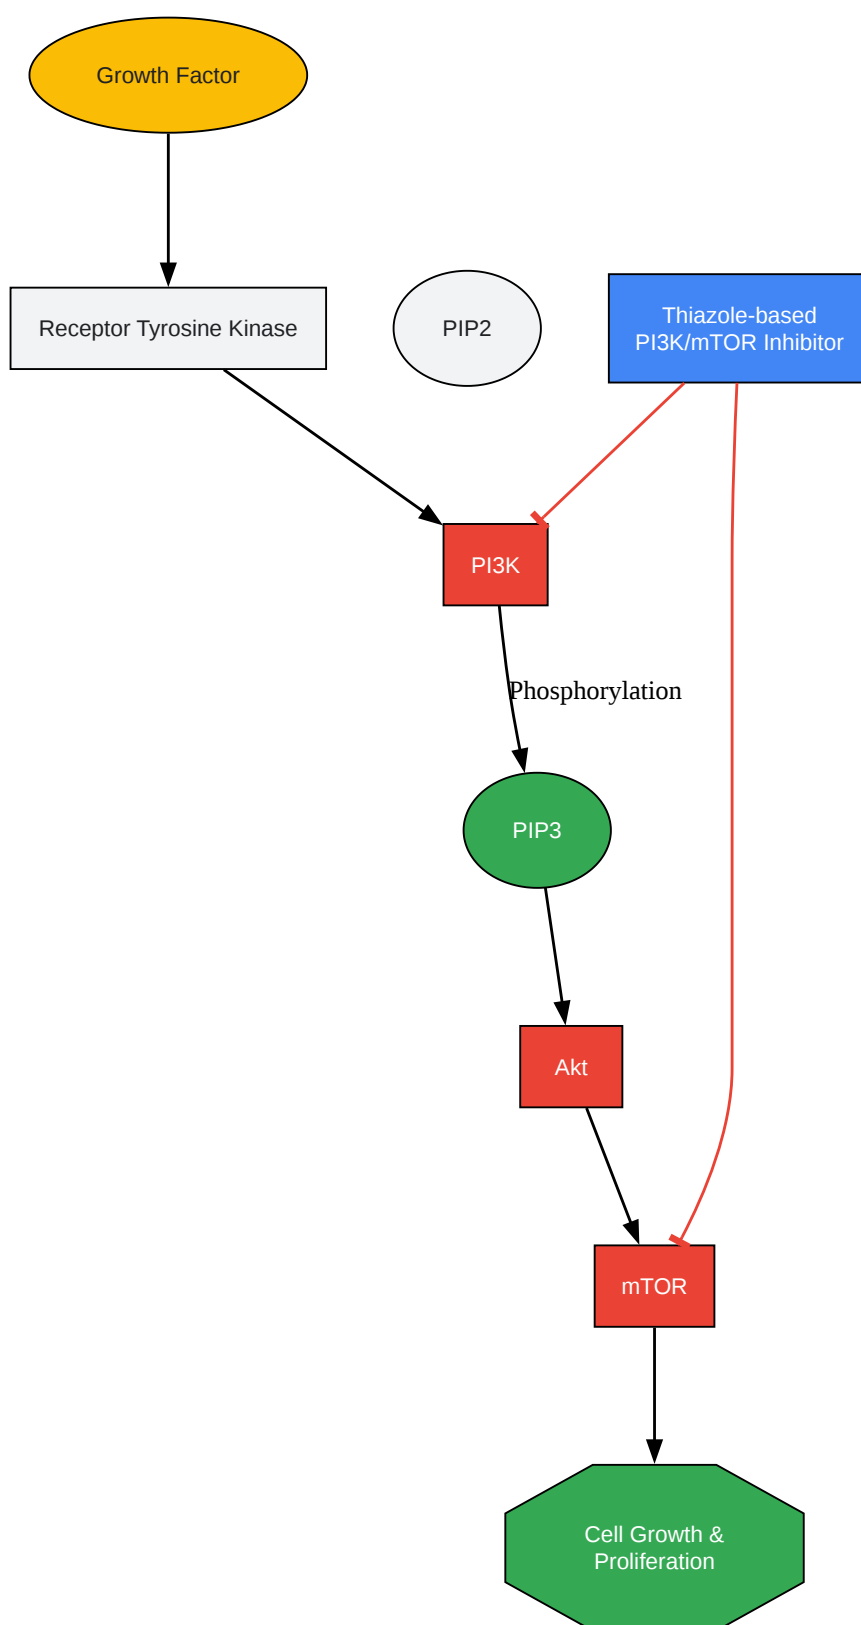 Growth Factor
Receptor Tyrosine Kinase
PIP2
Thiazole-based
PI3K/mTOR Inhibitor
PI3K
Phosphorylation
PIP3
Akt
mTOR
Cell Growth &
Proliferation